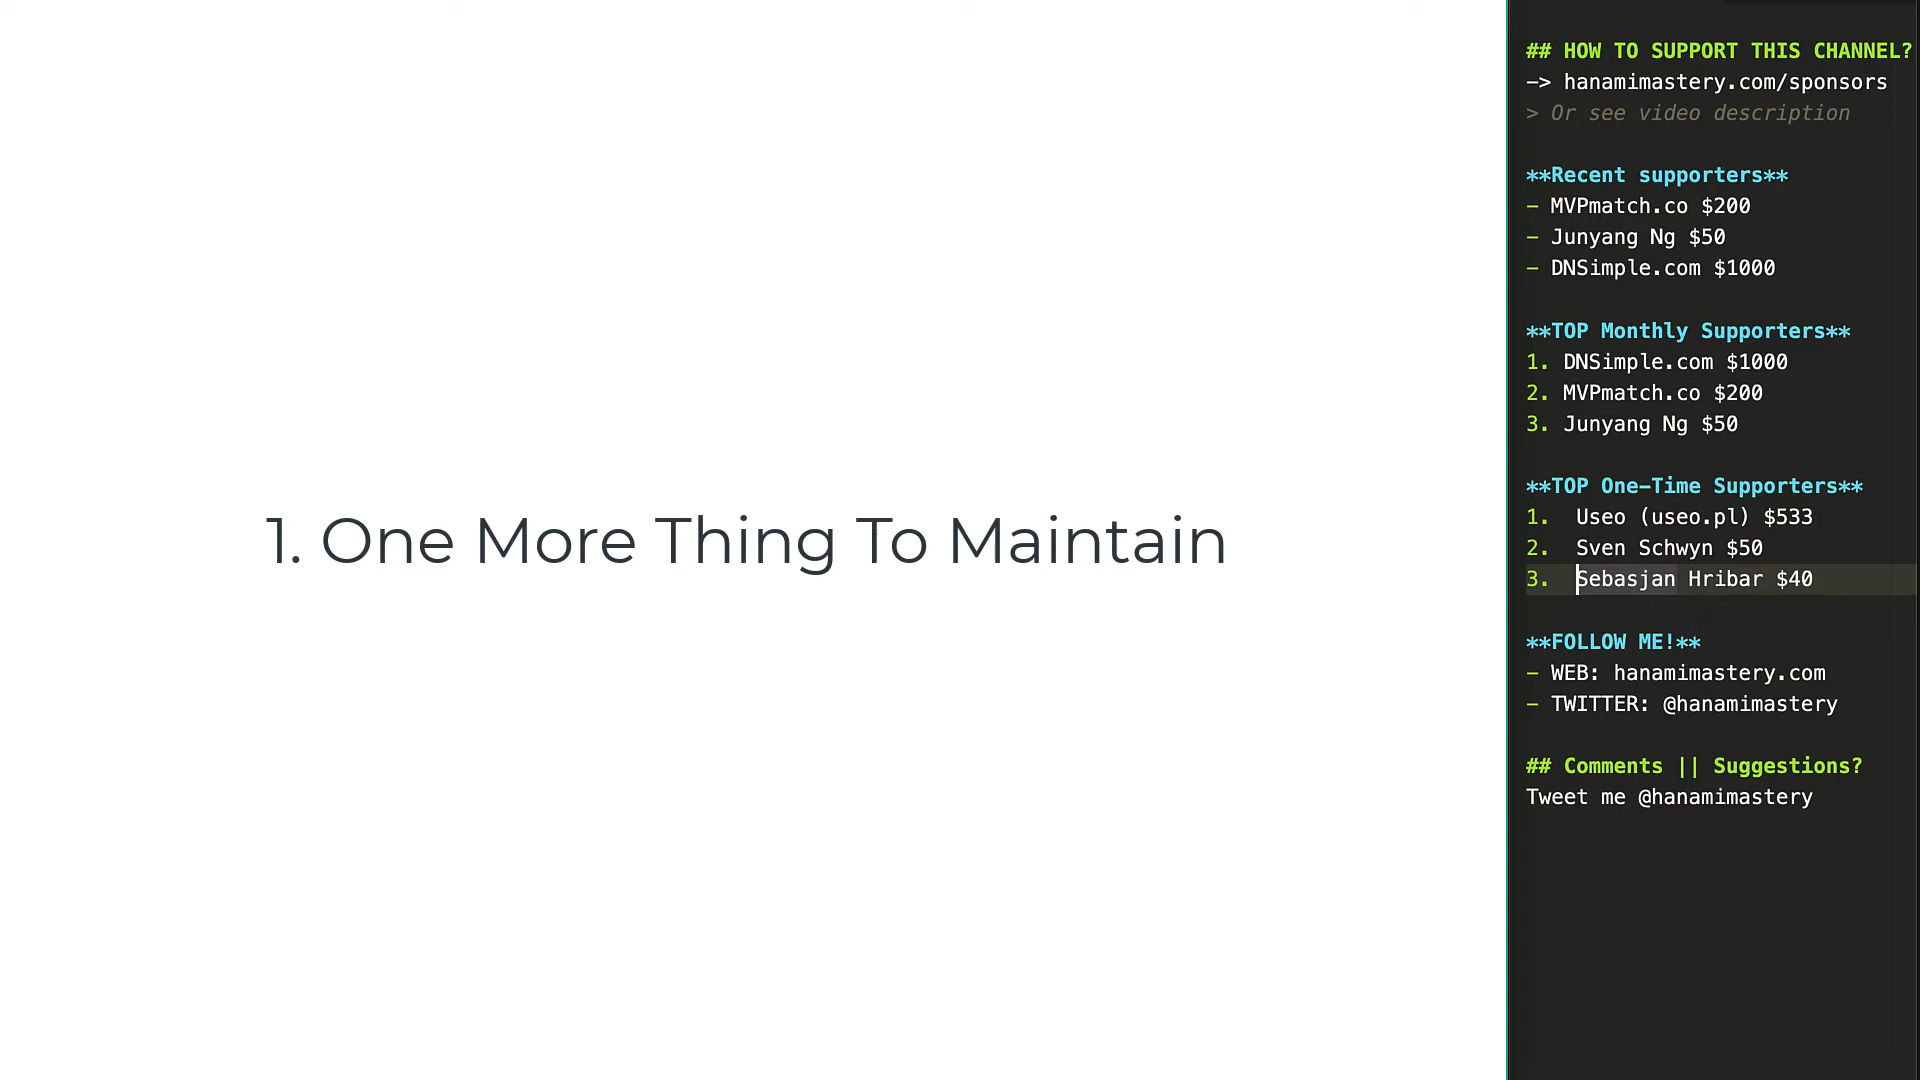 1. One More Thing To Maintain
## HOW TO SUPPORT THIS CHANNEL?
-> hanamimastery.com/sponsors
> Or see video description
**Recent supporters**
- MVPmatch.co $200
- Junyang Ng $50
- DNSimple.com $1000
**TOP Monthly Supporters**
1. DNSimple.com $1000
2. MVPmatch.co $200
3. Junyang Ng $50
**TOP One-Time Supporters**
1. Useo (useo.pl) $533
2. Sven Schwyn $50
3. Sebasjan Hribar $40
**FOLLOW ME!**
- WEB: hanamimastery.com
- TWITTER: @hanamimastery
## Comments || Suggestions?
Tweet me @hanamimastery